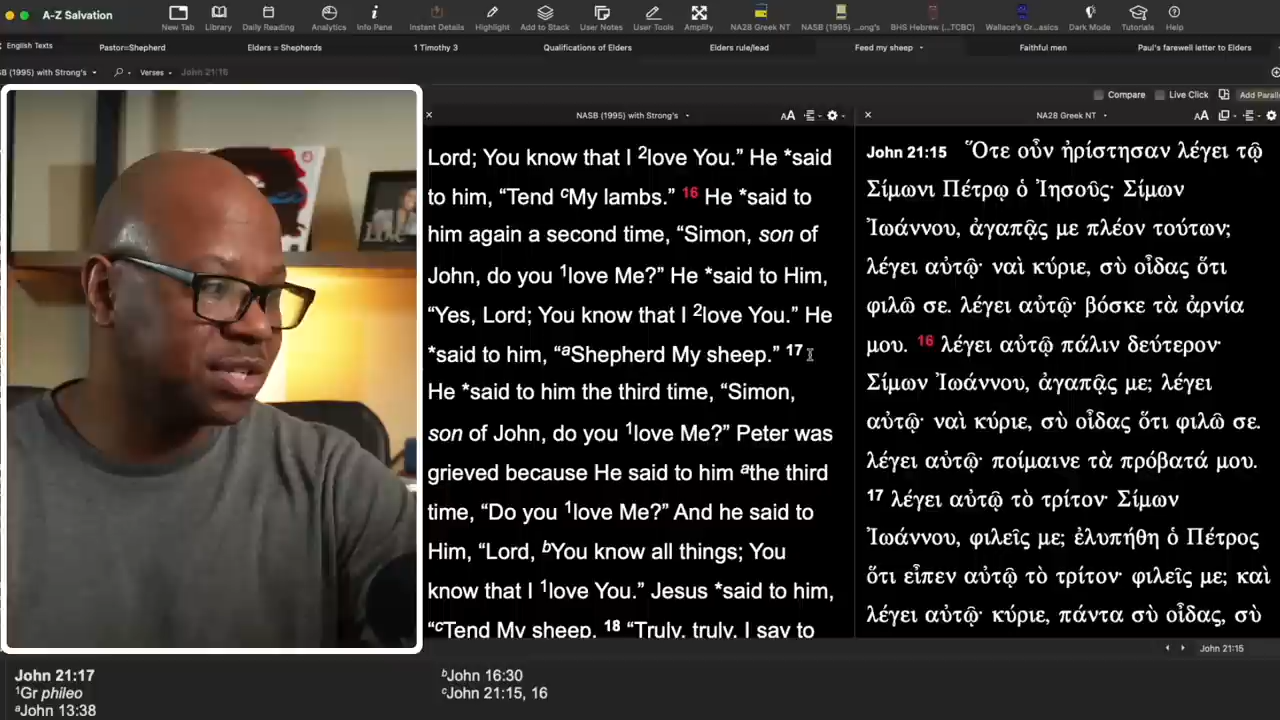 A-Z Salvation
New Tab Library Daily Reading Analytics Info Pane Instant Details Highlight Add to Stack User Notes User Tools Amplify NA28 Greek NT NASB (1995) ...ong's BHS Hebrew (...TCBC) Wallace's Gr...asics Dark Mode Tutorials Help
English Texts Pastor=Shepherd Elders = Shepherds 1 Timothy 3 Qualifications of Elders Elders rule/lead Feed my sheep Faithful men Paul's farewell letter to Elders
SB (1995) with Strong's Verses John 21:16
Compare Live Click Add Paralle
NASB (1995) with Strong's
Lord; You know that I ²love You.” He *said
to him, “Tend ᶜMy lambs.” 16 He *said to
him again a second time, “Simon, son of
John, do you ¹love Me?” He *said to Him,
“Yes, Lord; You know that I ²love You.” He
*said to him, “ᵃShepherd My sheep.” 17
He *said to him the third time, “Simon,
son of John, do you ¹love Me?” Peter was
grieved because He said to him ᵃthe third
time, “Do you ¹love Me?” And he said to
Him, “Lord, ᵇYou know all things; You
know that I ¹love You.” Jesus *said to him,
“ᶜTend My sheep. 18 “Truly, truly, I say to
NA28 Greek NT
John 21:15 Ὅτε οὖν ἠρίστησαν λέγει τῷ
Σίμωνι Πέτρῳ ὁ Ἰησοῦς· Σίμων
Ἰωάννου, ἀγαπᾷς με πλέον τούτων;
λέγει αὐτῷ· ναὶ κύριε, σὺ οἶδας ὅτι
φιλῶ σε. λέγει αὐτῷ· βόσκε τὰ ἀρνία
μου. 16 λέγει αὐτῷ πάλιν δεύτερον·
Σίμων Ἰωάννου, ἀγαπᾷς με; λέγει
αὐτῷ· ναὶ κύριε, σὺ οἶδας ὅτι φιλῶ σε.
λέγει αὐτῷ· ποίμαινε τὰ πρόβατά μου.
17 λέγει αὐτῷ τὸ τρίτον· Σίμων
Ἰωάννου, φιλεῖς με; ἐλυπήθη ὁ Πέτρος
ὅτι εἶπεν αὐτῷ τὸ τρίτον· φιλεῖς με; καὶ
λέγει αὐτῷ· κύριε, πάντα σὺ οἶδας, σὺ
John 21:15
John 21:17
¹Gr phileo
ᵃJohn 13:38
ᵇJohn 16:30
ᶜJohn 21:15, 16